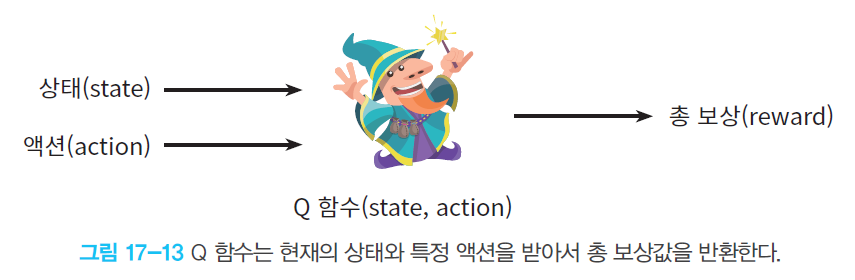 상태(state)
액션(action)
총 보상(reward)
Q 함수(state, action)
그림 17-13 Q 함수는 현재의 상태와 특정 액션을 받아서 총 보상값을 반환한다.